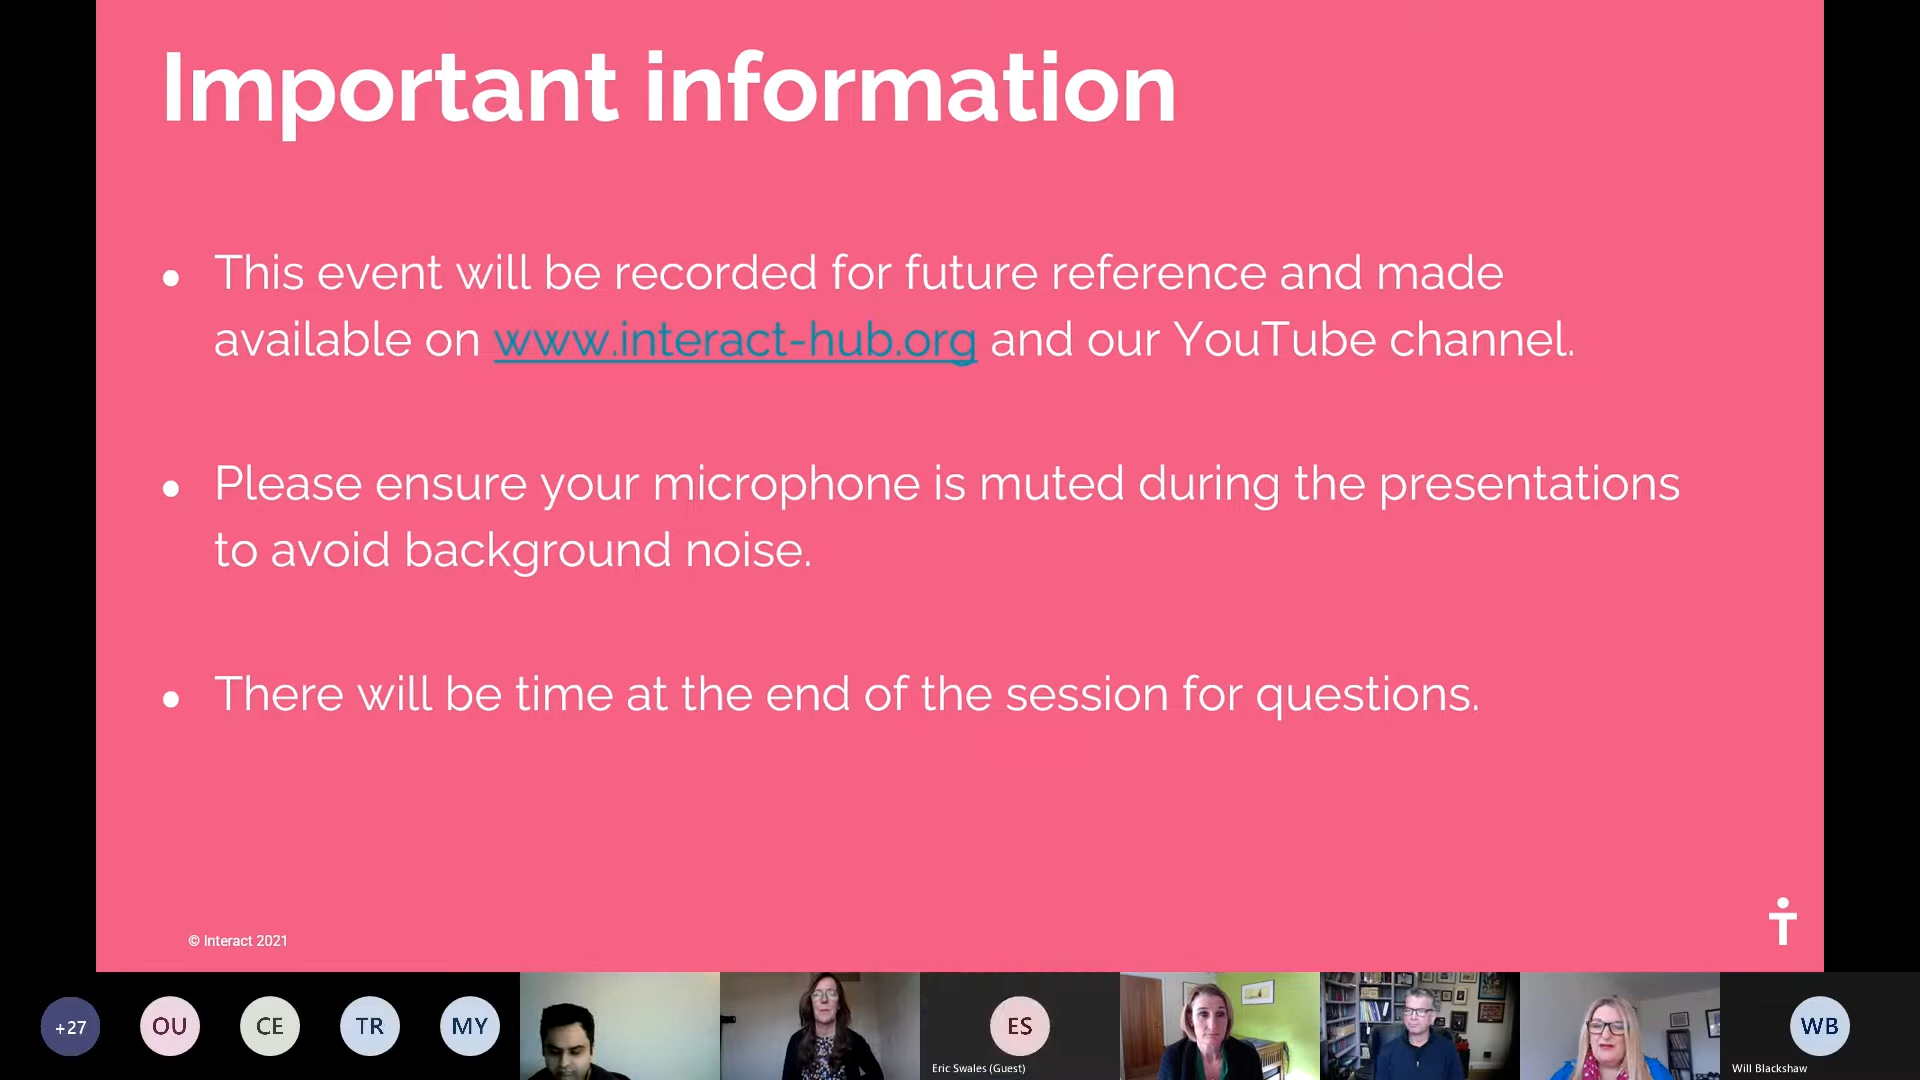 Important information
● This event will be recorded for future reference and made
available on www.interact-hub.org and our YouTube channel.
● Please ensure your microphone is muted during the presentations
to avoid background noise.
● There will be time at the end of the session for questions.
© Interact 2021
+27
OU
CE
TR
MY
ES
Eric Swales (Guest)
WB
Will Blackshaw